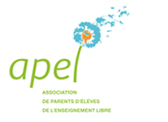 apel
ASSOCIATION
DE PARENTS D'ÉLÈVES
DE L'ENSEIGNEMENT LIBRE